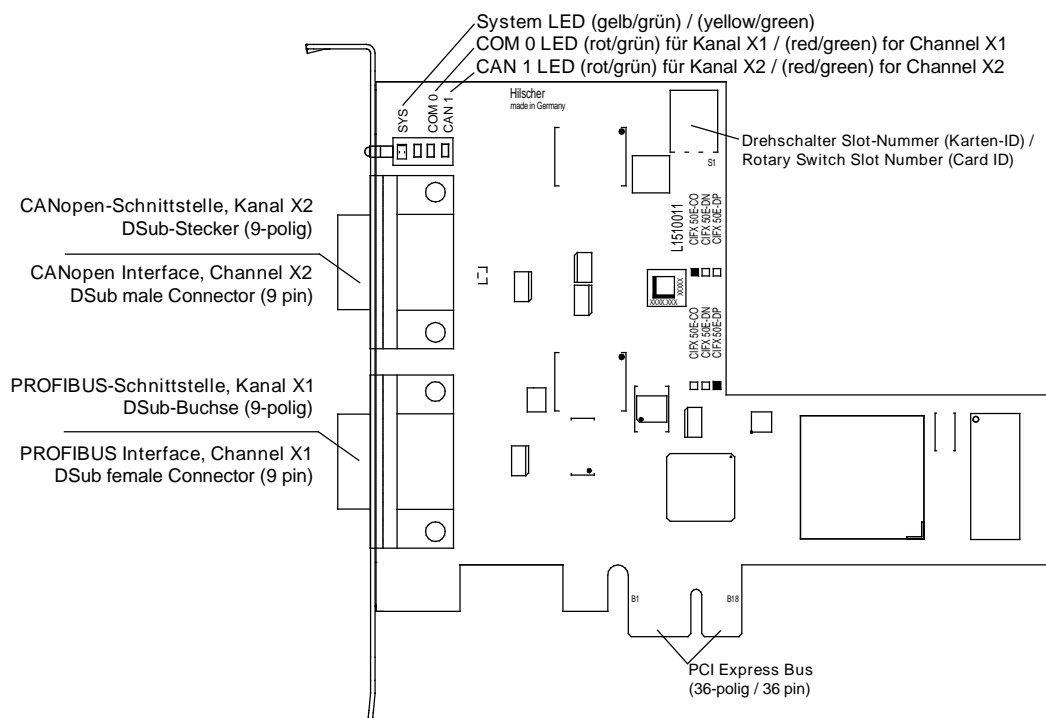 System LED (gelb/grün) / (yellow/green)
COM 0 LED (rot/grün) für Kanal X1 / (red/green) for Channel X1
CAN 1 LED (rot/grün) für Kanal X2 / (red/green) for Channel X2
SYS
COM 0
CAN 1
Hilscher
made in Germany
S1
Drehschalter Slot-Nummer (Karten-ID) /
Rotary Switch Slot Number (Card ID)
CANopen-Schnittstelle, Kanal X2
DSub-Stecker (9-polig)
CANopen Interface, Channel X2
DSub male Connector (9 pin)
L1510011
CIFX 50E-CO
CIFX 50E-DN
CIFX 50E-DP
XXXX
XXXX.XXX
CIFX 50E-CO
CIFX 50E-DN
CIFX 50E-DP
PROFIBUS-Schnittstelle, Kanal X1
DSub-Buchse (9-polig)
PROFIBUS Interface, Channel X1
DSub female Connector (9 pin)
B1
B18
PCI Express Bus
(36-polig / 36 pin)